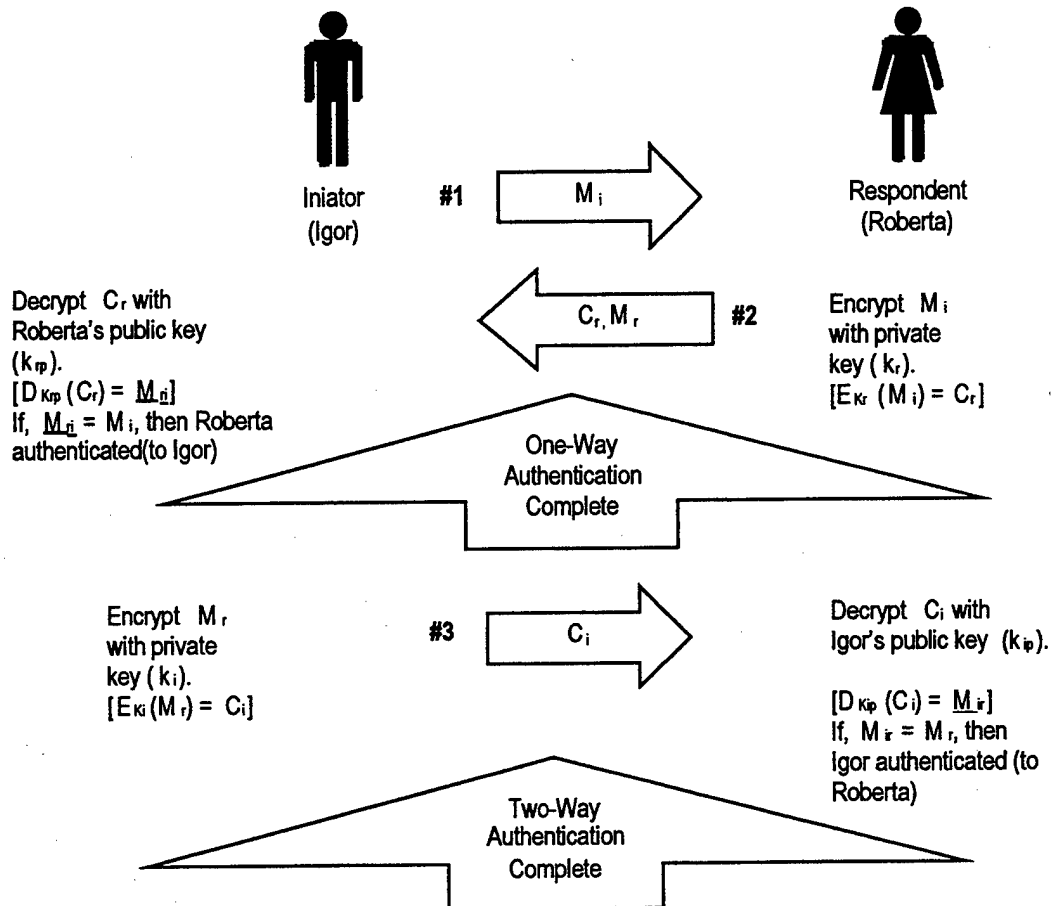 Iniator
(Igor)
#1
M i
Respondent
(Roberta)
Decrypt C r with
Roberta's public key
(k rp).
[D Krp (C r) = M ri]
If, M ri = M i, then Roberta
authenticated(to Igor)
C r, M r
#2
Encrypt M i
with private
key ( k r).
[E Kr (M i) = C r]
One-Way
Authentication
Complete
Encrypt M r
with private
key ( k i).
[E Ki (M r) = C i]
#3
C i
Decrypt C i with
Igor's public key (k ip).
[D Kip (C i) = M ir]
If, M ir = M r, then
Igor authenticated (to
Roberta)
Two-Way
Authentication
Complete